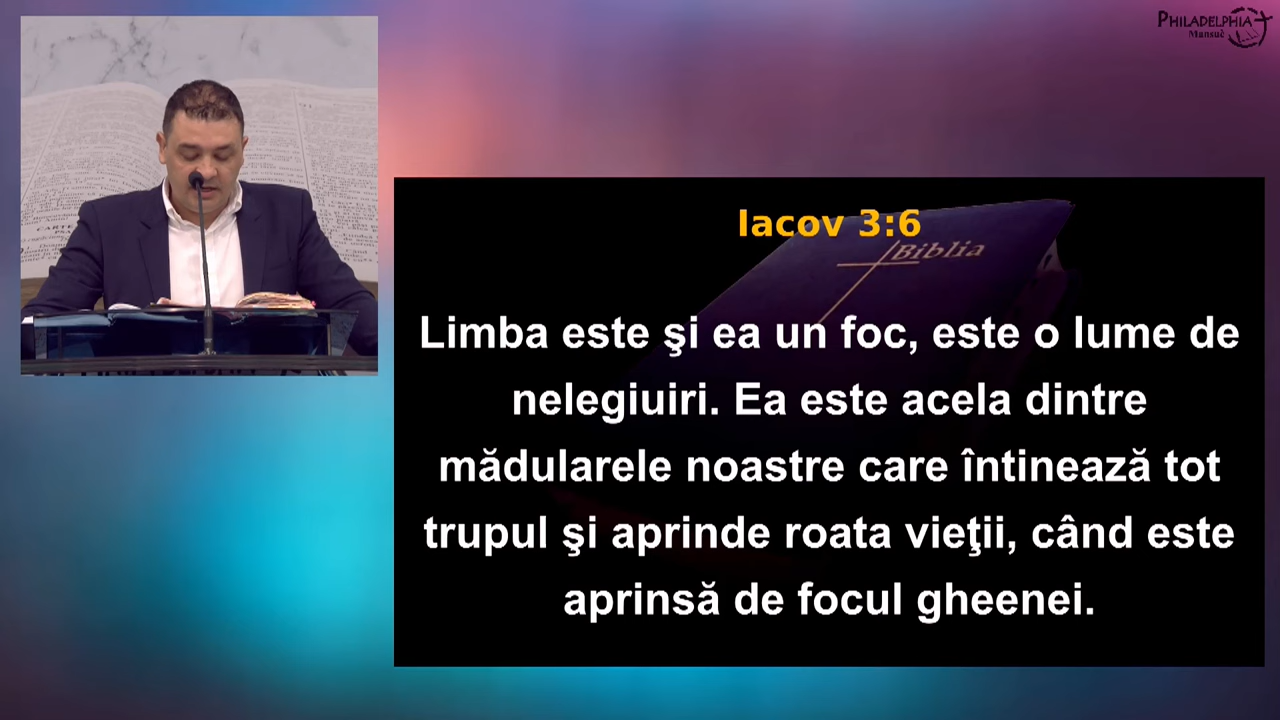 PHILADELPHIA
Mansuè
Iacov 3:6
Biblia
Limba este şi ea un foc, este o lume de
nelegiuiri. Ea este acela dintre
mădularele noastre care întinează tot
trupul şi aprinde roata vieţii, când este
aprinsă de focul gheenei.